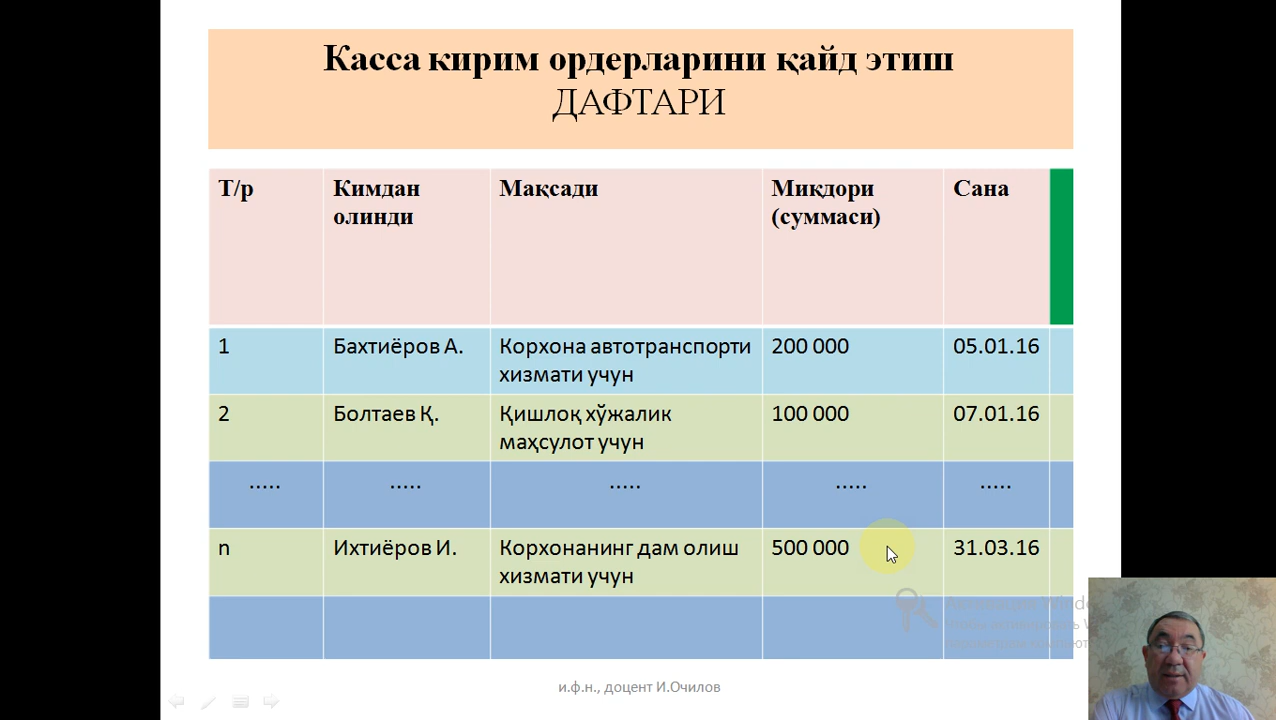 Касса кирим ордерларини қайд этиш
ДАФТАРИ
Т/р
Кимдан
олинди
Мақсади
Миқдори
(суммаси)
Сана
1
Бахтиёров А.
Корхона автотранспорти
хизмати учун
200 000
05.01.16
2
Болтаев Қ.
Қишлоқ хўжалик
маҳсулот учун
100 000
07.01.16
..... ..... ..... ..... .....
n
Ихтиёров И.
Корхонанинг дам олиш
хизмати учун
500 000
31.03.16
и.ф.н., доцент И.Очилов